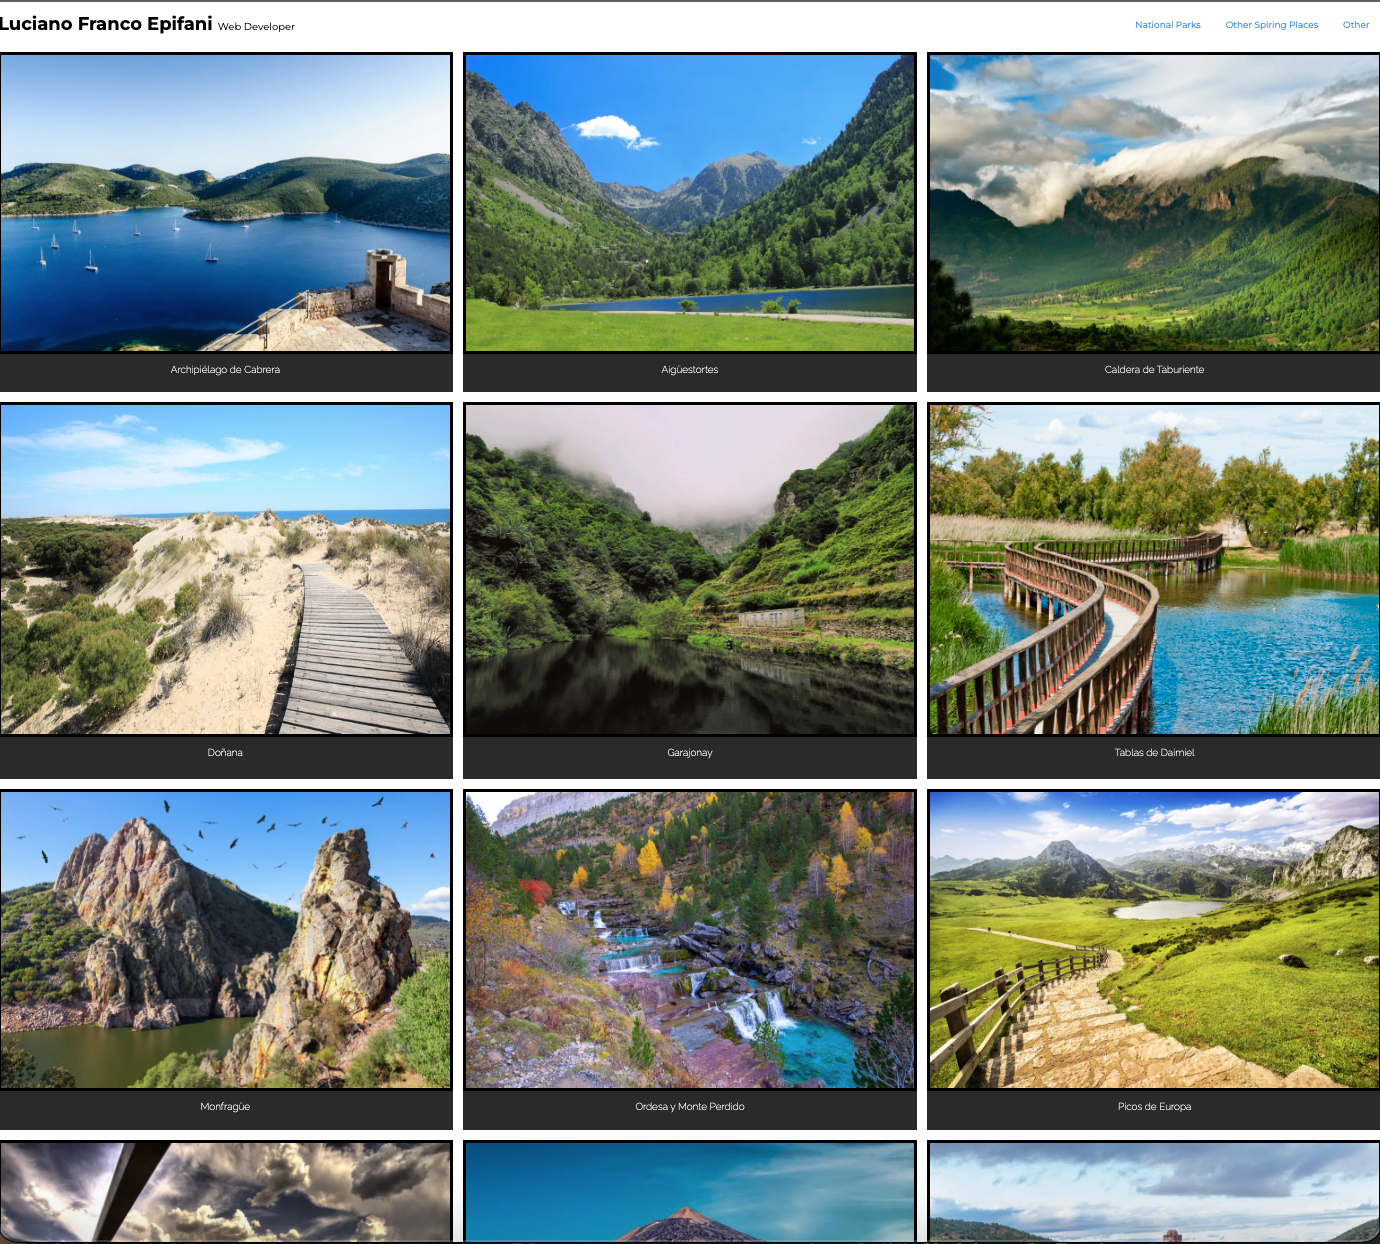 Luciano Franco Epifani Web Developer
National Parks Other Spiring Places Other
Archipiélago de Cabrera
Aigüestortes
Caldera de Taburiente
Doñana
Garajonay
Tablas de Daimiel
Monfragüe
Ordesa y Monte Perdido
Picos de Europa